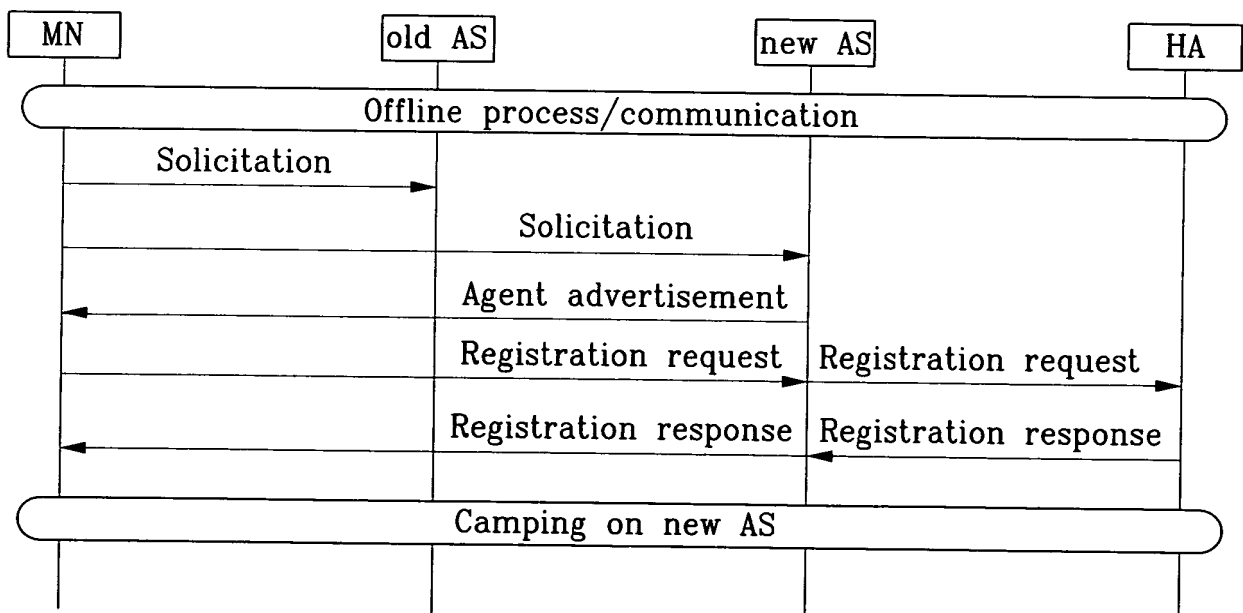 MN
old AS
new AS
HA
Offline process/communication
Solicitation
Solicitation
Agent advertisement
Registration request
Registration request
Registration response
Registration response
Camping on new AS